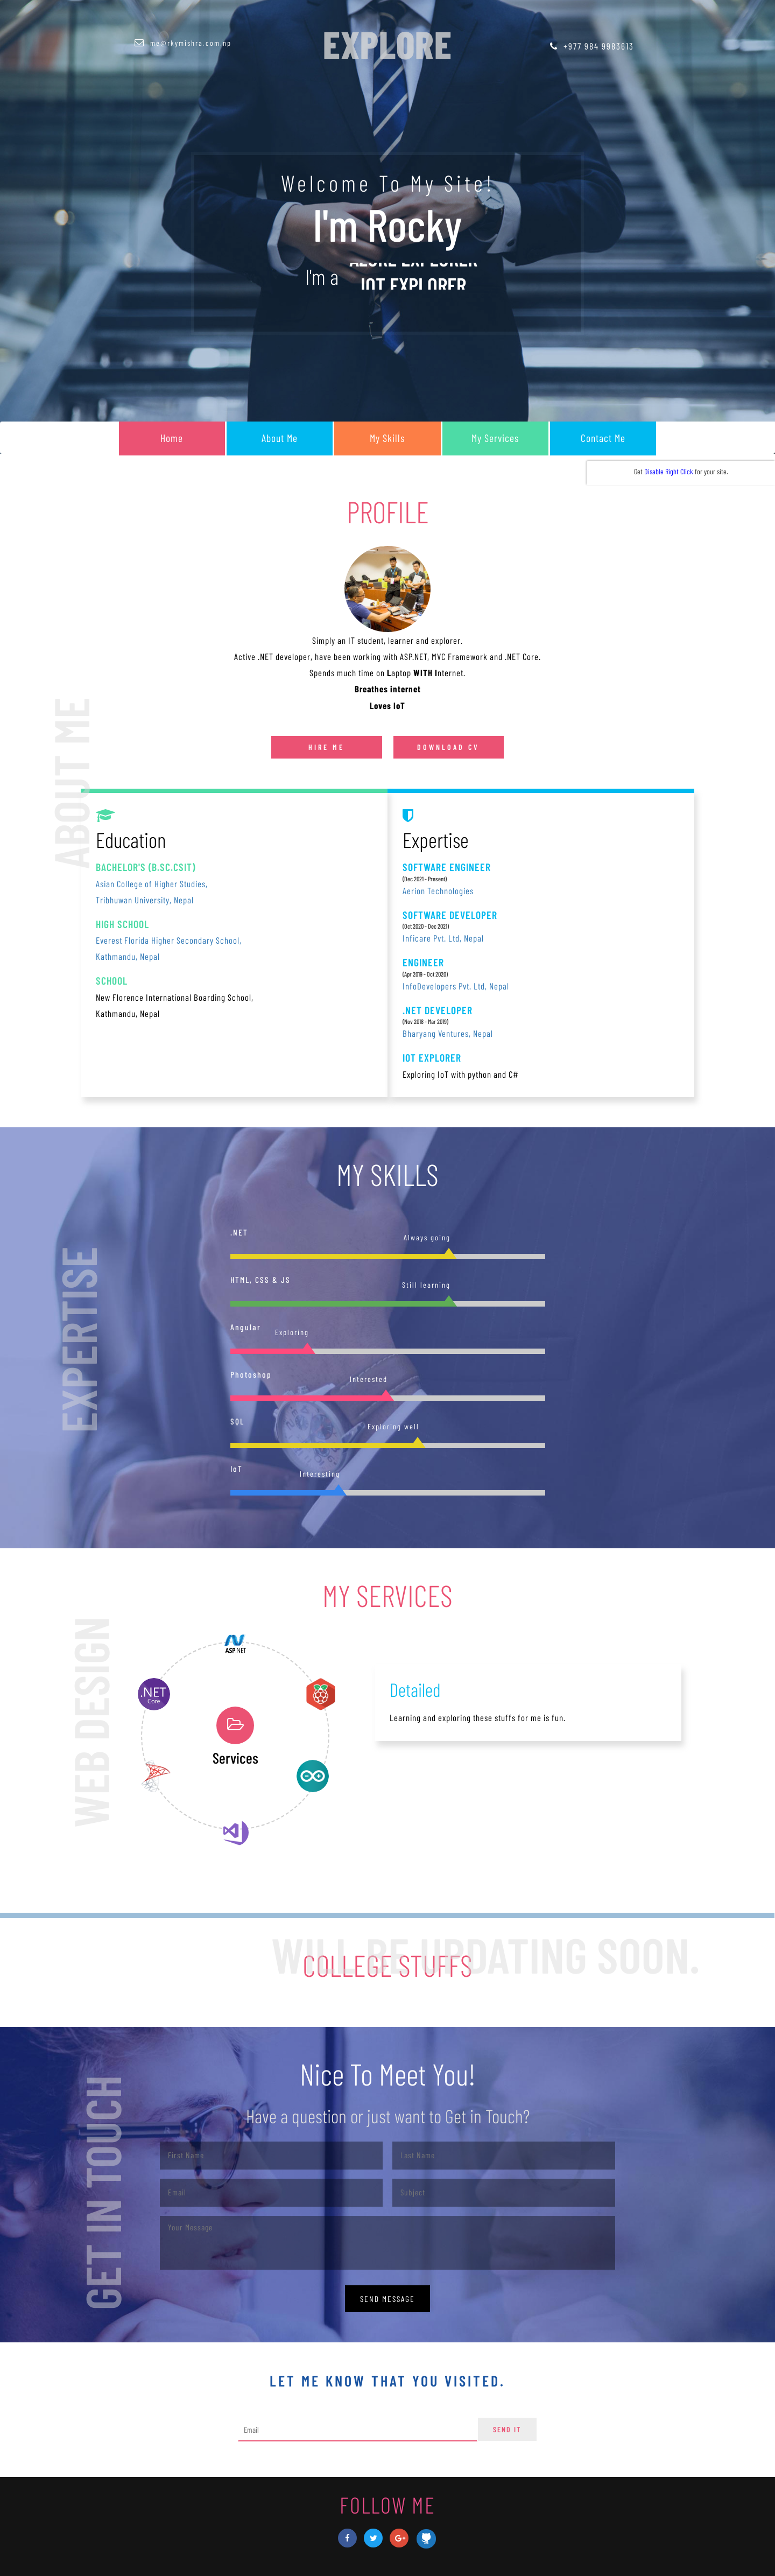 me@rkymishra.com.np
EXPLORE
+977 984 9983613
Welcome To My Site!
I'm Rocky
I'm a
AZURE EXPLORER
IOT EXPLORER
Home
About Me
My Skills
My Services
Contact Me
Get Disable Right Click for your site.
PROFILE
Simply an IT student, learner and explorer.
Active .NET developer, have been working with ASP.NET, MVC Framework and .NET Core.
Spends much time on Laptop WITH Internet.
Breathes internet
Loves IoT
HIRE ME
DOWNLOAD CV
ABOUT ME
Education
BACHELOR'S (B.SC.CSIT)
Asian College of Higher Studies,
Tribhuwan University, Nepal
HIGH SCHOOL
Everest Florida Higher Secondary School,
Kathmandu, Nepal
SCHOOL
New Florence International Boarding School,
Kathmandu, Nepal
Expertise
SOFTWARE ENGINEER
(Dec 2021 - Present)
Aerion Technologies
SOFTWARE DEVELOPER
(Oct 2020 - Dec 2021)
Inficare Pvt. Ltd, Nepal
ENGINEER
(Apr 2019 - Oct 2020)
InfoDevelopers Pvt. Ltd, Nepal
.NET DEVELOPER
(Nov 2018 - Mar 2019)
Bharyang Ventures, Nepal
IOT EXPLORER
Exploring IoT with python and C#
EXPERTISE
MY SKILLS
.NET
Always going
HTML, CSS & JS
Still learning
Angular
Exploring
Photoshop
Interested
SQL
Exploring well
IoT
Interesting
MY SERVICES
WEB DESIGN
ASP.NET
.NET
Core
Services
Detailed
Learning and exploring these stuffs for me is fun.
WILL BE UPDATING SOON.
COLLEGE STUFFS
GET IN TOUCH
Nice To Meet You!
Have a question or just want to Get in Touch?
First Name
Last Name
Email
Subject
Your Message
SEND MESSAGE
LET ME KNOW THAT YOU VISITED.
Email
SEND IT
FOLLOW ME